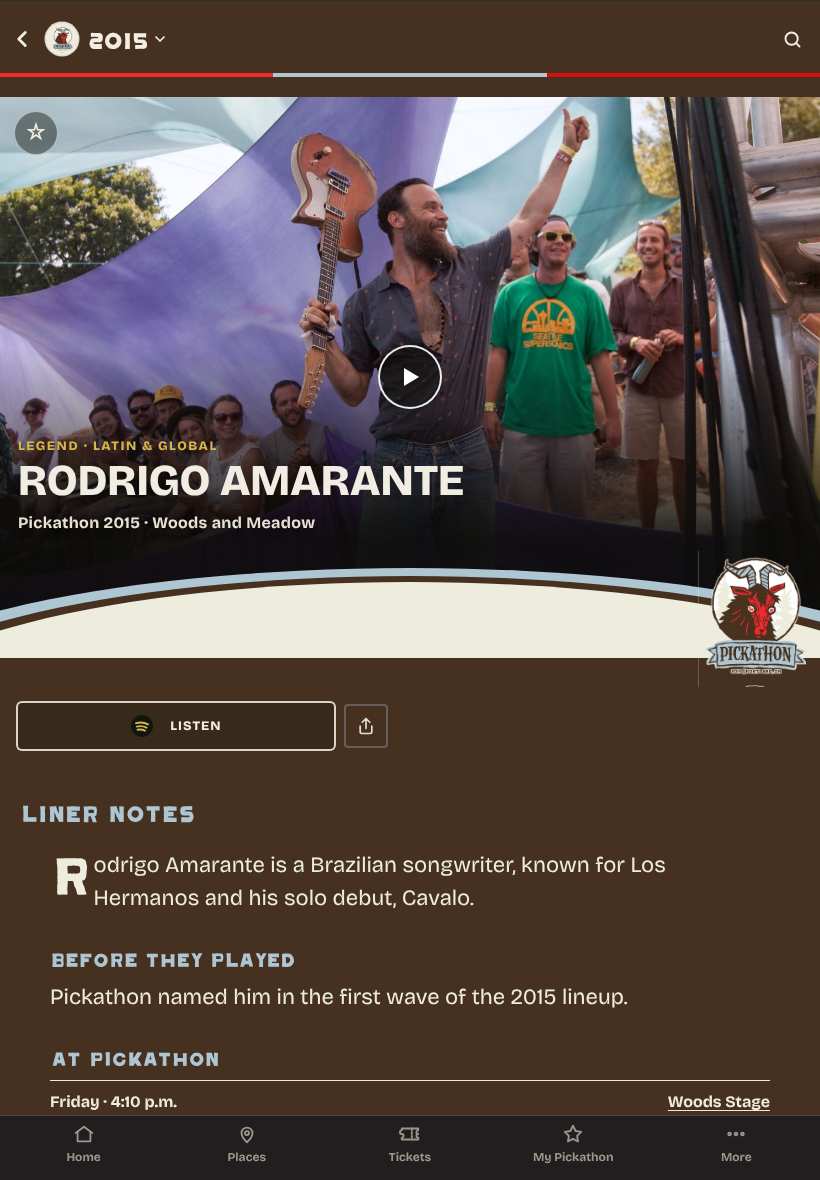 2015
SEATTLE
SUPERSONICS
LEGEND · LATIN & GLOBAL
RODRIGO AMARANTE
Pickathon 2015 · Woods and Meadow
PICKATHON
LISTEN
LINER NOTES
Rodrigo Amarante is a Brazilian songwriter, known for Los
Hermanos and his solo debut, Cavalo.
BEFORE THEY PLAYED
Pickathon named him in the first wave of the 2015 lineup.
AT PICKATHON
Friday · 4:10 p.m.
Woods Stage
Home
Places
Tickets
My Pickathon
More